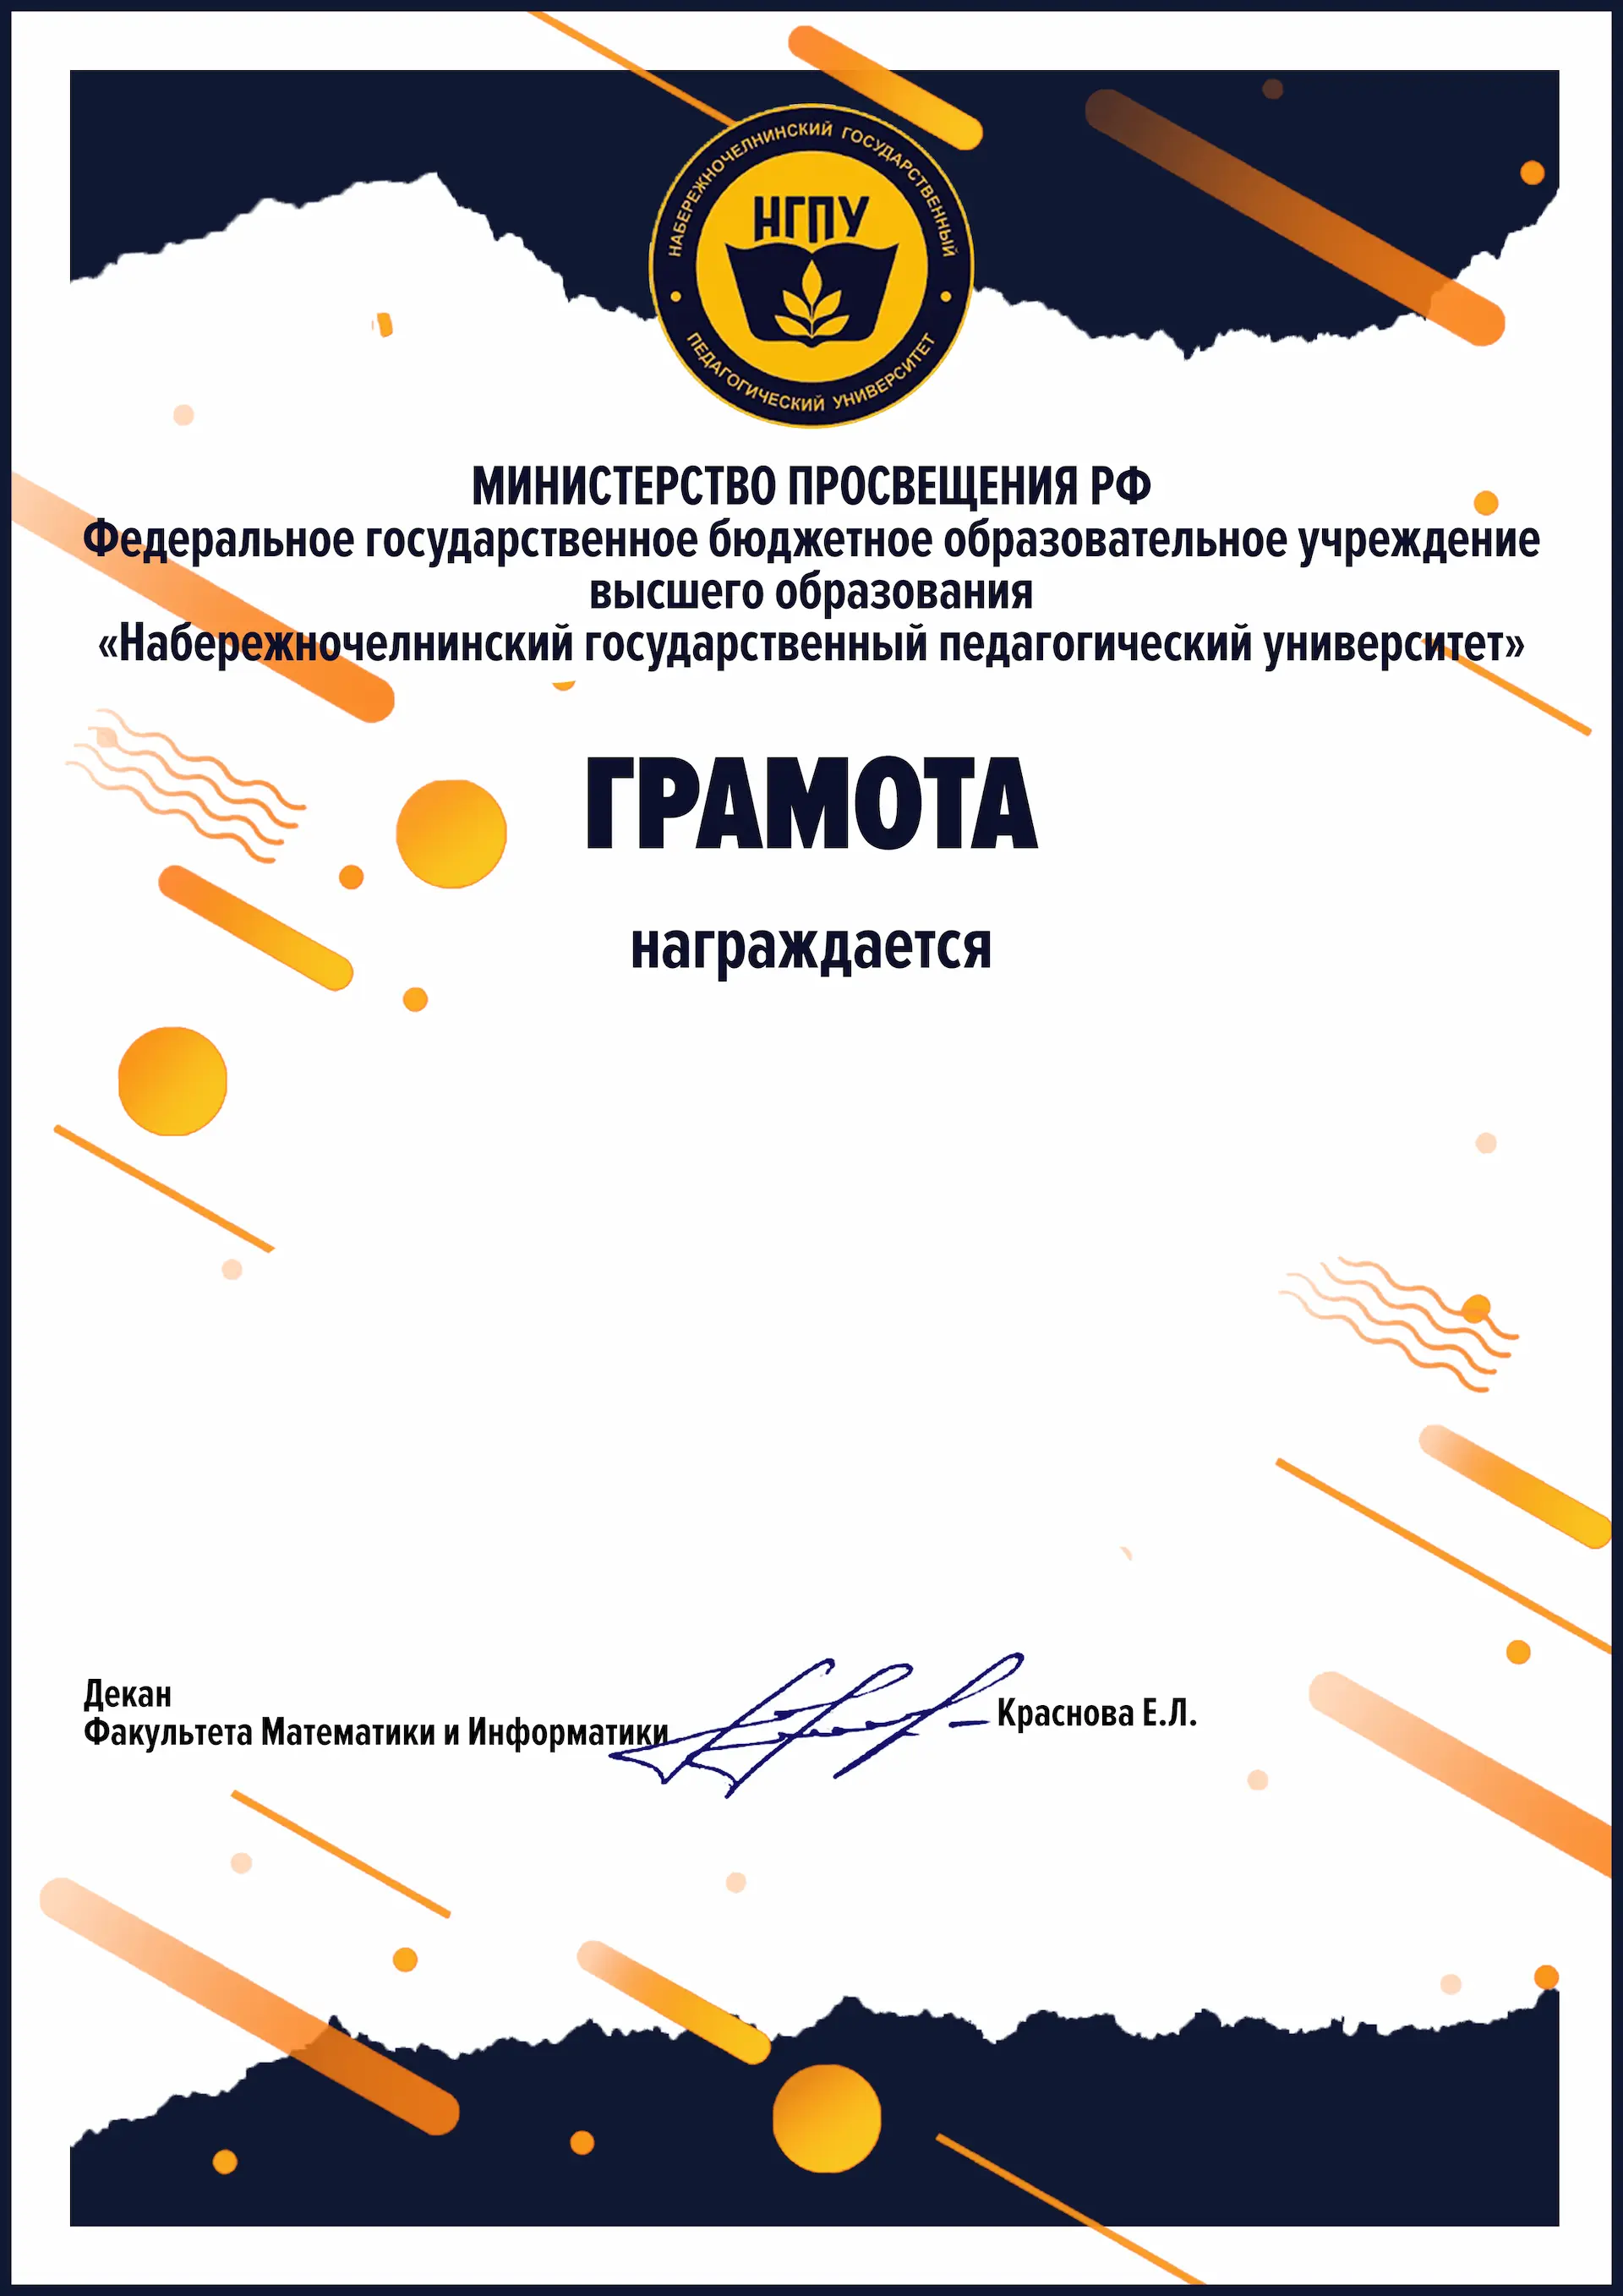 НАБЕРЕЖНОЧЕЛНИНСКИЙ ГОСУДАРСТВЕННЫЙ
НГПУ
ПЕДАГОГИЧЕСКИЙ УНИВЕРСИТЕТ
МИНИСТЕРСТВО ПРОСВЕЩЕНИЯ РФ
Федеральное государственное бюджетное образовательное учреждение
высшего образования
«Набережночелнинский государственный педагогический университет»
ГРАМОТА
награждается
Декан
Факультета Математики и Информатики
Краснова Е.Л.